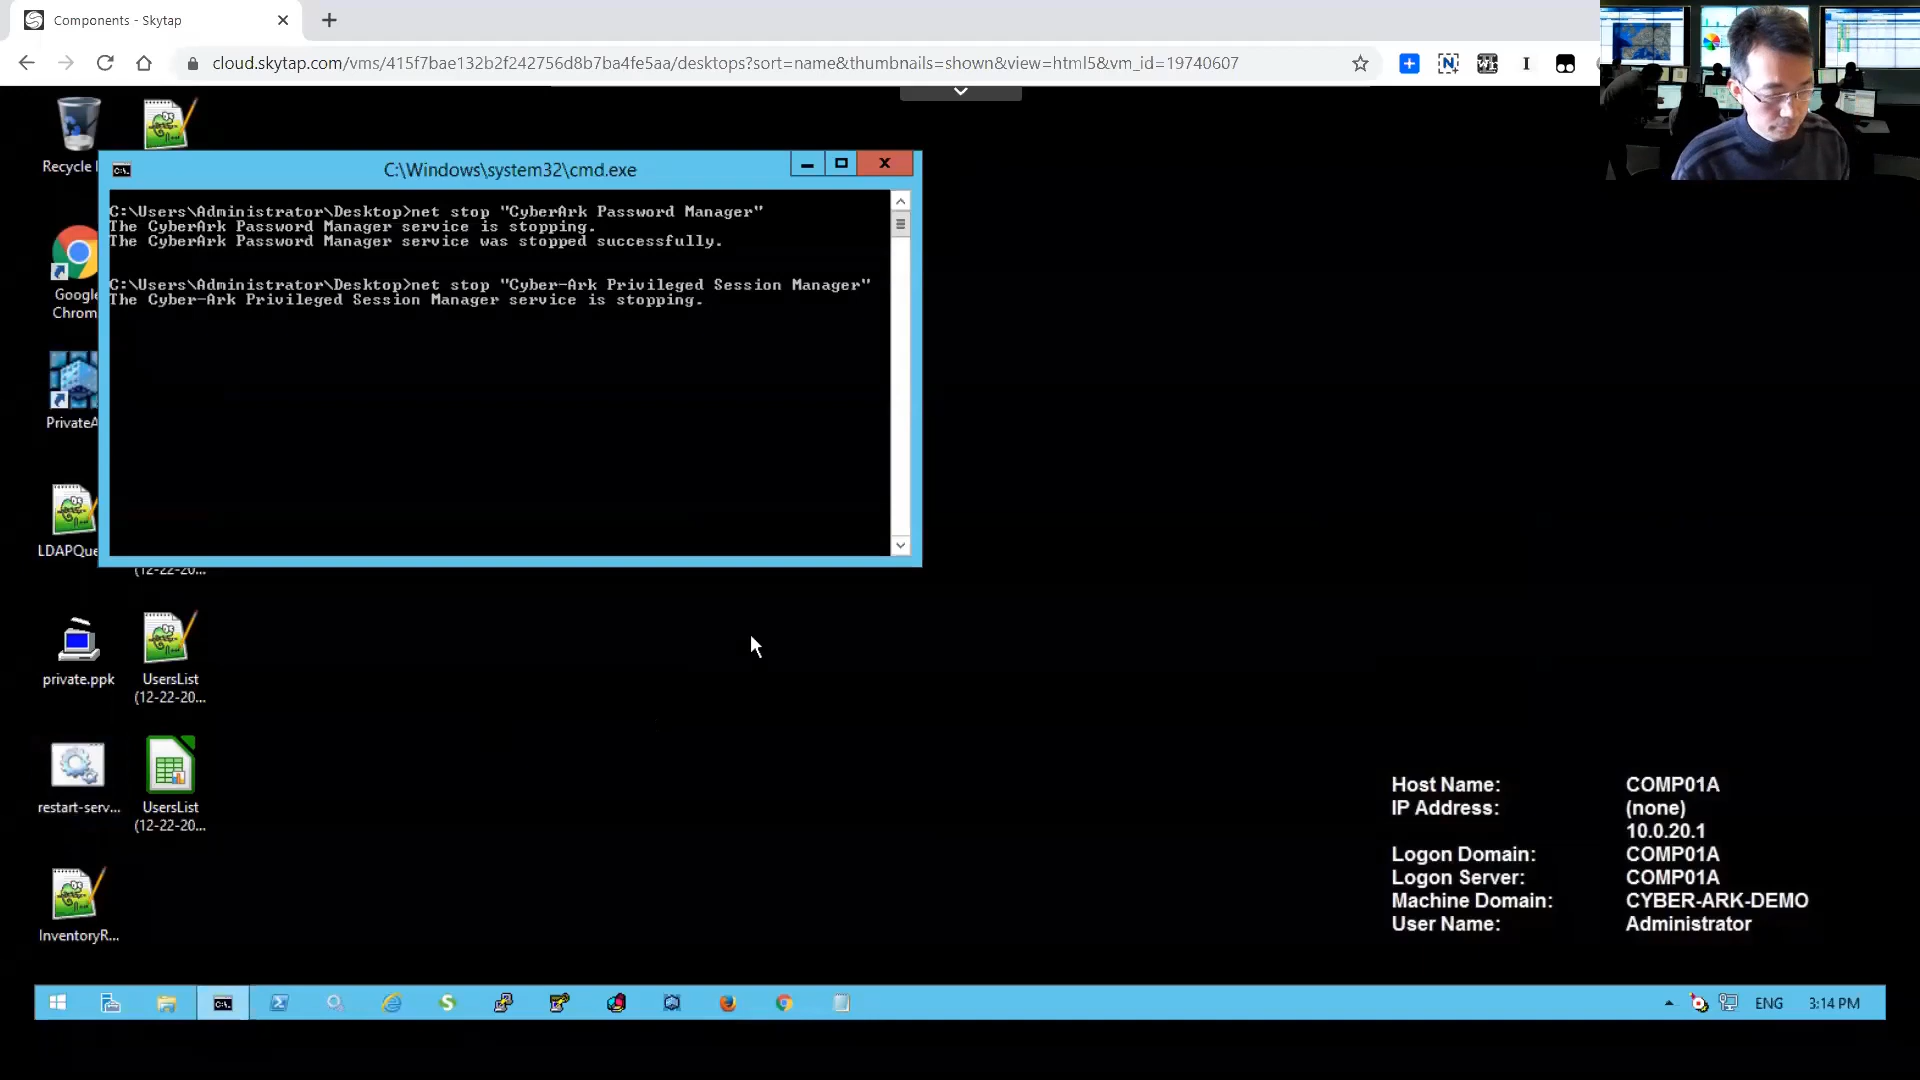 Components - Skytap
cloud.skytap.com/vms/415f7bae132b2f242756d8b7ba4fe5aa/desktops?sort=name&thumbnails=shown&view=html5&vm_id=19740607
Recycle
C:\Windows\system32\cmd.exe
C:\Users\Administrator\Desktop>net stop "CyberArk Password Manager"
The CyberArk Password Manager service is stopping.
The CyberArk Password Manager service was stopped successfully.
C:\Users\Administrator\Desktop>net stop "Cyber-Ark Privileged Session Manager"
The Cyber-Ark Privileged Session Manager service is stopping.
Google
Chrom
PrivateA
LDAPQue
(12-22-20...
private.ppk
UsersList
(12-22-20...
restart-serv...
UsersList
(12-22-20...
InventoryR...
Host Name: COMP01A
IP Address: (none)
10.0.20.1
Logon Domain: COMP01A
Logon Server: COMP01A
Machine Domain: CYBER-ARK-DEMO
User Name: Administrator
ENG
3:14 PM